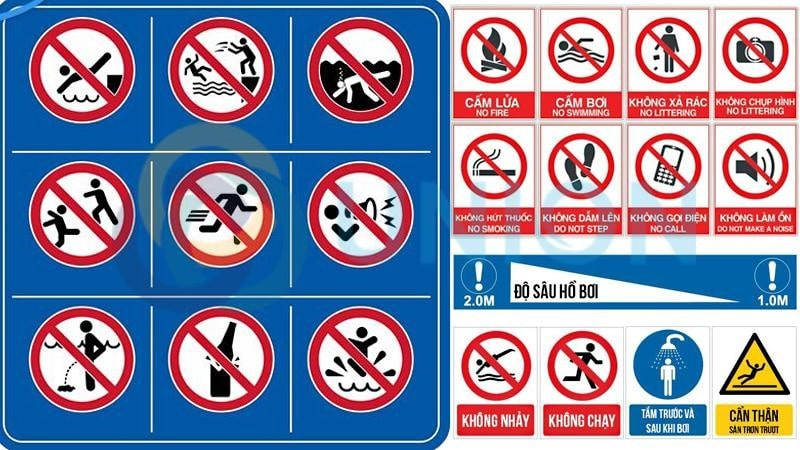 CẤM LỬA
NO FIRE
CẤM BƠI
NO SWIMMING
KHÔNG XẢ RÁC
NO LITTERING
KHÔNG CHỤP HÌNH
NO LITTERING
KHÔNG HÚT THUỐC
NO SMOKING
KHÔNG DẪM LÊN
DO NOT STEP
KHÔNG GỌI ĐIỆN
NO CALL
KHÔNG LÀM ỒN
DO NOT MAKE A NOISE
UNION
2.0M
ĐỘ SÂU HỒ BƠI
1.0M
KHÔNG NHẢY
KHÔNG CHẠY
TẮM TRƯỚC VÀ
SAU KHI BƠI
CẨN THẬN
SÀN TRƠN TRƯỢT